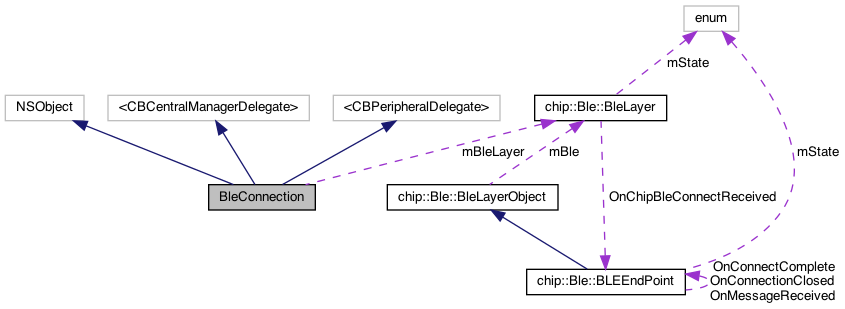 enum
mState
NSObject
<CBCentralManagerDelegate>
<CBPeripheralDelegate>
chip::Ble::BleLayer
mBleLayer
mBle
mState
BleConnection
chip::Ble::BleLayerObject
OnChipBleConnectReceived
chip::Ble::BLEEndPoint
OnConnectComplete
OnConnectionClosed
OnMessageReceived